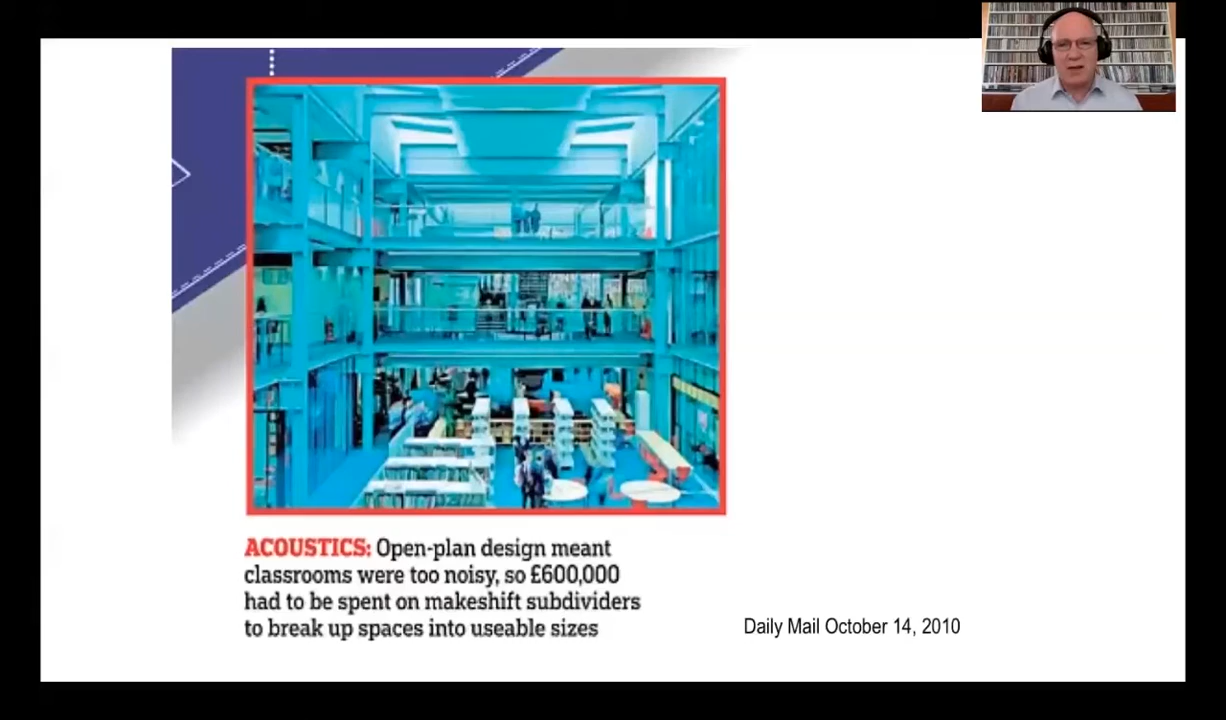 ACOUSTICS: Open-plan design meant
classrooms were too noisy, so £600,000
had to be spent on makeshift subdividers
to break up spaces into useable sizes
Daily Mail October 14, 2010